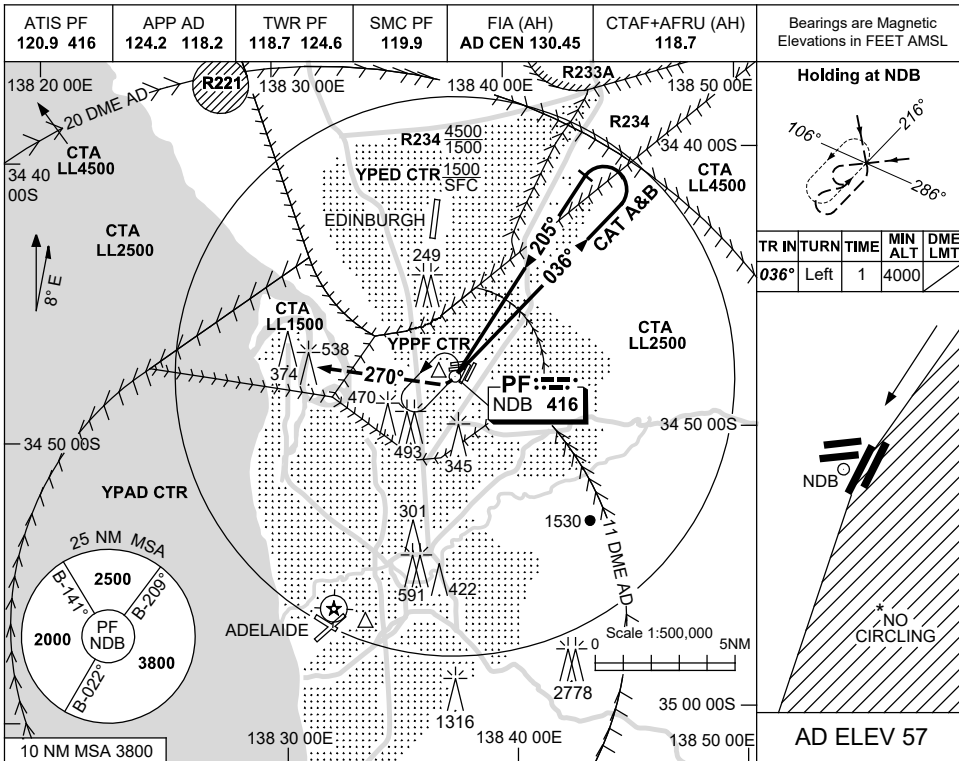 ATIS PF
120.9 416
APP AD
124.2 118.2
TWR PF
118.7 124.6
SMC PF
119.9
FIA (AH)
AD CEN 130.45
CTAF+AFRU (AH)
118.7
Bearings are Magnetic
Elevations in FEET AMSL
138 20 00E
138 30 00E
138 40 00E
138 50 00E
R233A
R221
20 DME AD
CTA
LL4500
34 40
00S
R234 4500
1500
YPED CTR 1500
SFC
R234
34 40 00S
CTA
LL4500
CTA
LL2500
EDINBURGH
205°
036°
CAT A&B
249
8° E
CTA
LL1500
CTA
LL2500
YPPF CTR
538
374
270°
PF
NDB 416
470
493
345
34 50 00S
34 50 00S
YPAD CTR
1530
11 DME AD
301
591
422
25 NM MSA
2500
B-141°
B-209°
PF
NDB
2000
3800
B-022°
ADELAIDE
Scale 1:500,000
0
5NM
2778
1316
35 00 00S
10 NM MSA 3800
138 30 00E
138 40 00E
138 50 00E
Holding at NDB
106°
216°
286°
TR IN TURN TIME MIN ALT DME LMT
036° Left 1 4000
NDB
*NO
CIRCLING
AD ELEV 57